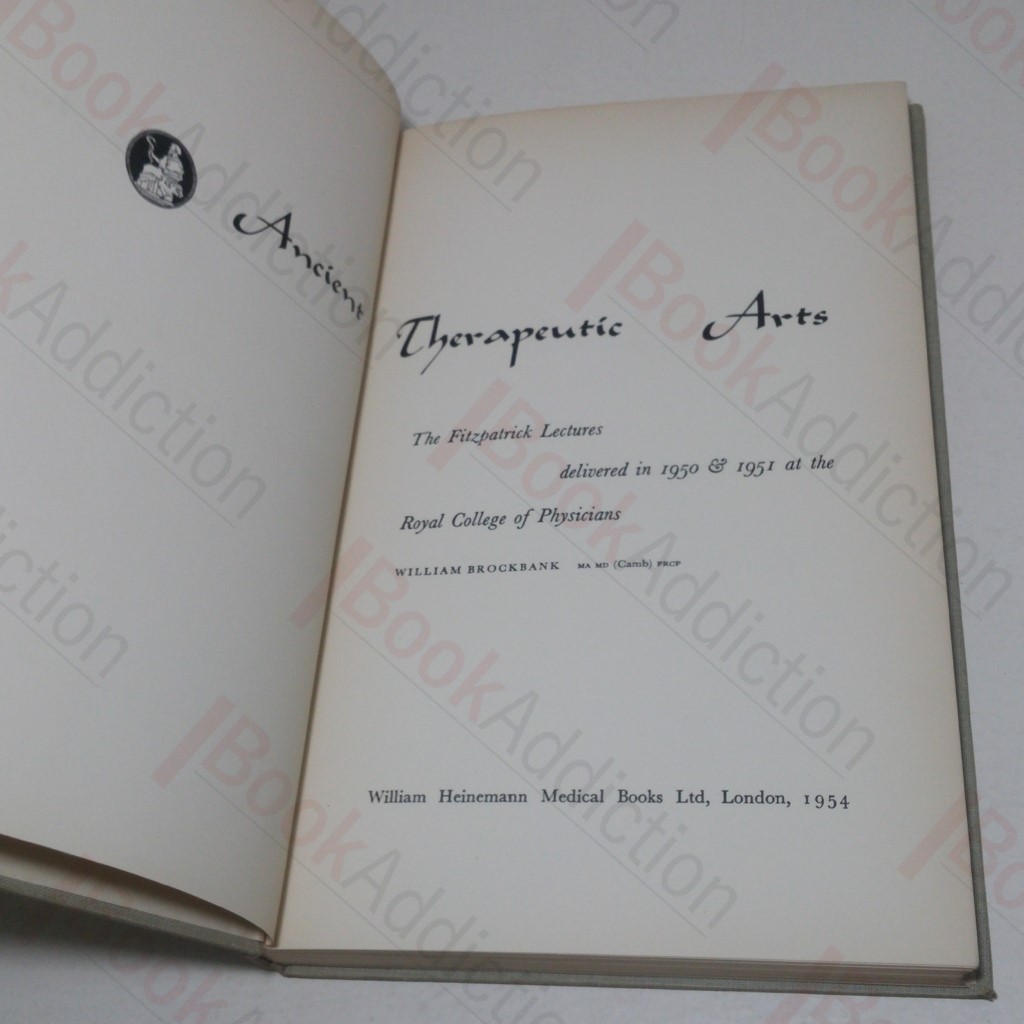 Ancient
Therapeutic Arts
The Fitzpatrick Lectures
delivered in 1950 & 1951 at the
Royal College of Physicians
WILLIAM BROCKBANK MA MD (Camb) FRCP
William Heinemann Medical Books Ltd, London, 1954
BookAddiction